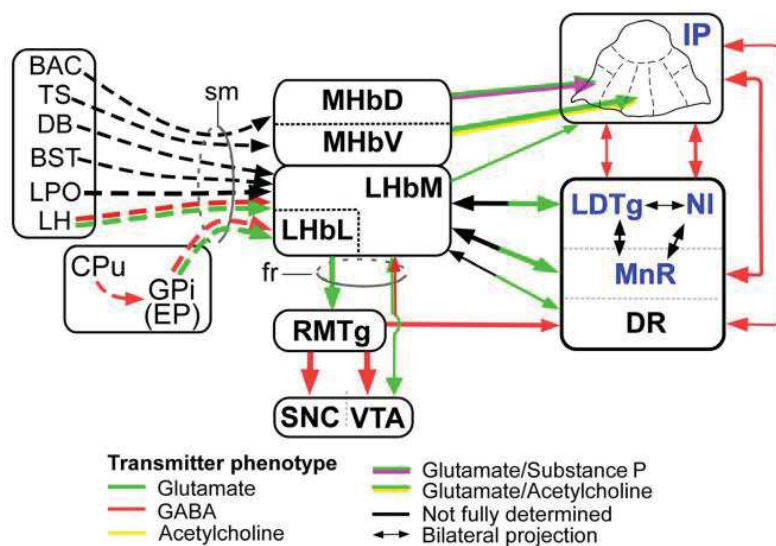 BAC
TS
DB
BST
LPO
LH
sm
CPu
GPi
(EP)
MHbD
MHbV
LHbM
LHbL
fr
RMTg
SNC VTA
IP
LDTg NI
MnR
DR
Transmitter phenotype
Glutamate
GABA
Acetylcholine
Glutamate/Substance P
Glutamate/Acetylcholine
Not fully determined
Bilateral projection